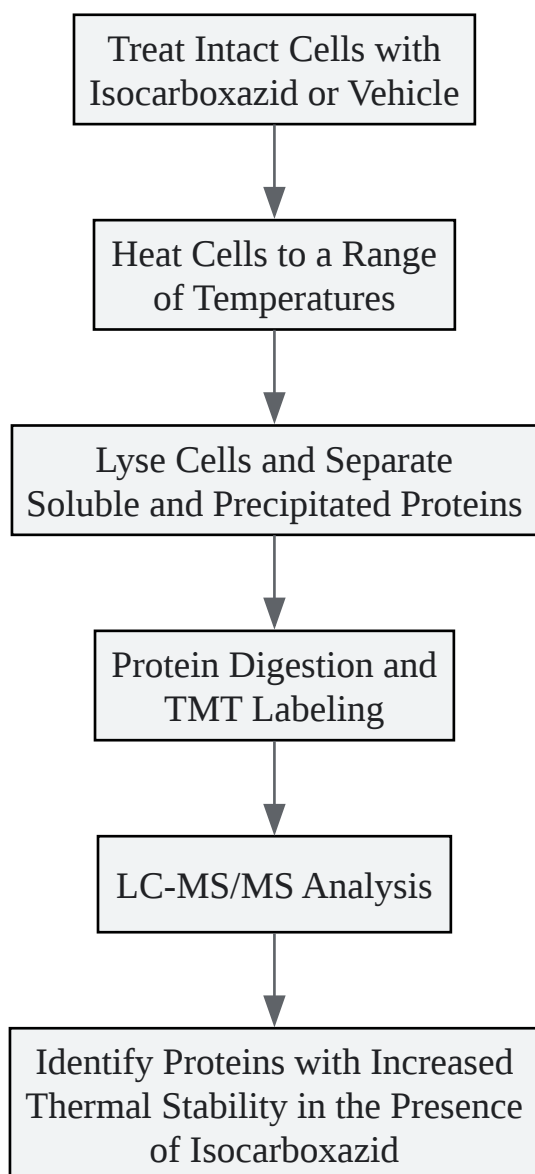 Treat Intact Cells with
Isocarboxazid or Vehicle
Heat Cells to a Range
of Temperatures
Lyse Cells and Separate
Soluble and Precipitated Proteins
Protein Digestion and
TMT Labeling
LC-MS/MS Analysis
Identify Proteins with Increased
Thermal Stability in the Presence
of Isocarboxazid